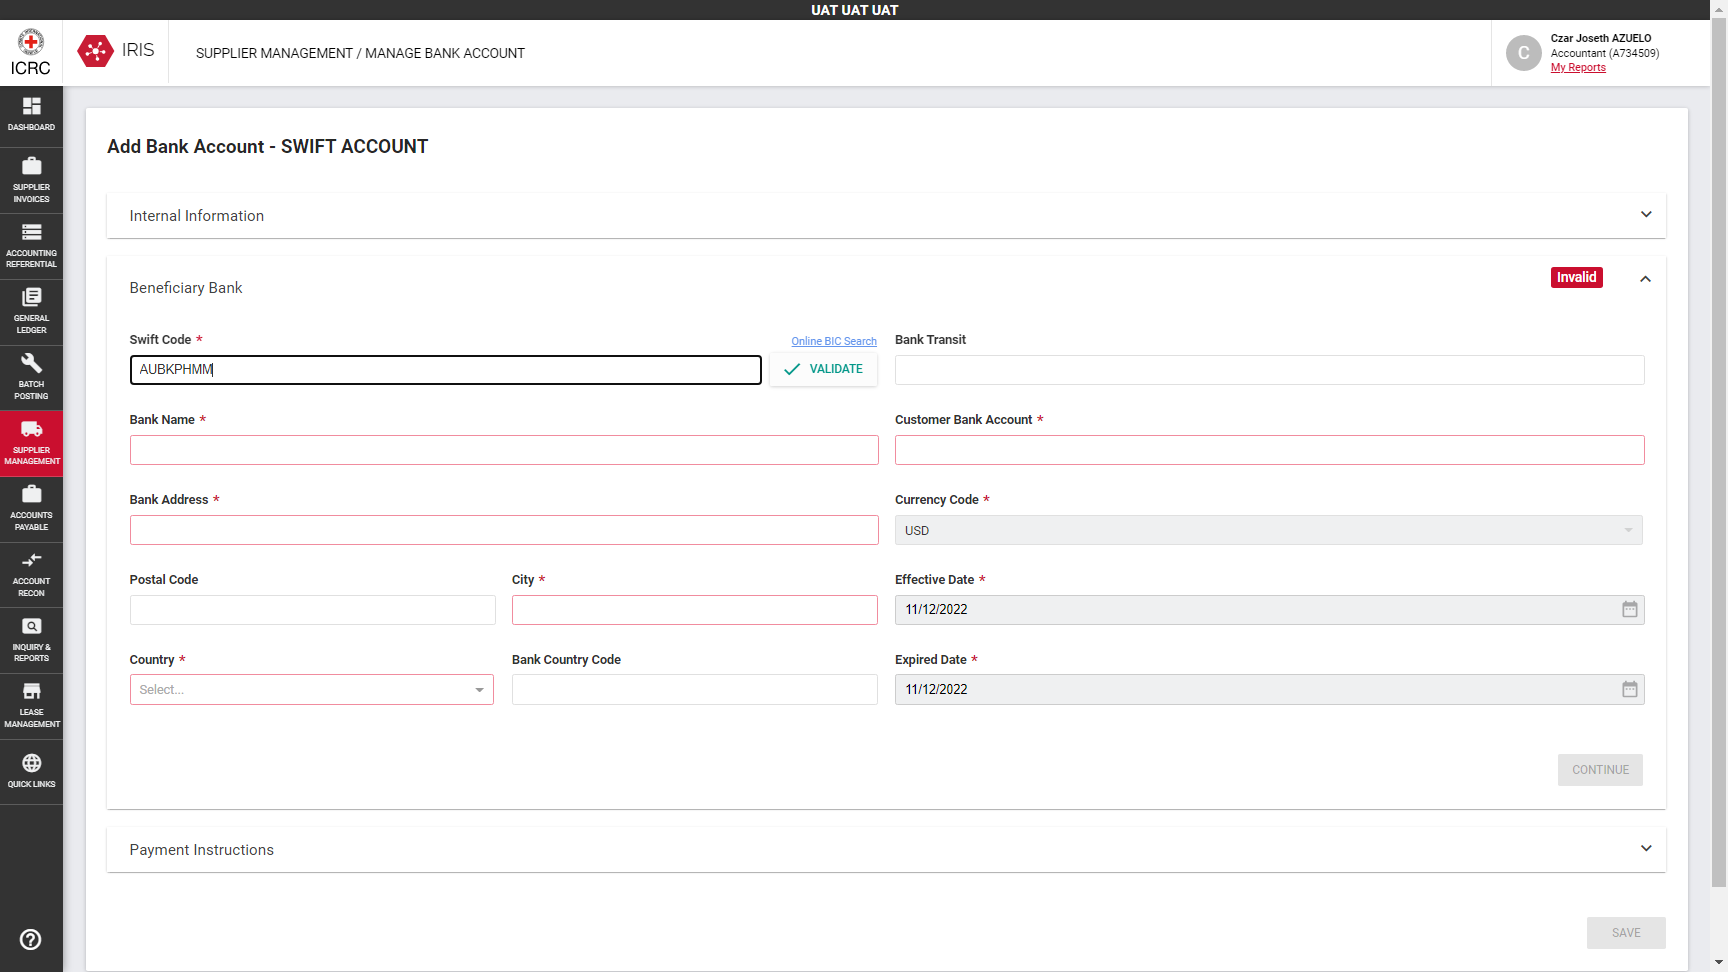 UAT UAT UAT
ICRC
IRIS
SUPPLIER MANAGEMENT / MANAGE BANK ACCOUNT
C
Czar Joseth AZUELO
Accountant (A734509)
My Reports
DASHBOARD
SUPPLIER
INVOICES
ACCOUNTING
REFERENTIAL
GENERAL
LEDGER
BATCH
POSTING
SUPPLIER
MANAGEMENT
ACCOUNTS
PAYABLE
ACCOUNT
RECON
INQUIRY &
REPORTS
LEASE
MANAGEMENT
QUICK LINKS
Add Bank Account - SWIFT ACCOUNT
Internal Information
Beneficiary Bank
Invalid
Swift Code *
Online BIC Search
AUBKPHMM
VALIDATE
Bank Transit
Bank Name *
Customer Bank Account *
Bank Address *
Currency Code *
USD
Postal Code
City *
Effective Date *
11/12/2022
Country *
Select...
Bank Country Code
Expired Date *
11/12/2022
CONTINUE
Payment Instructions
SAVE